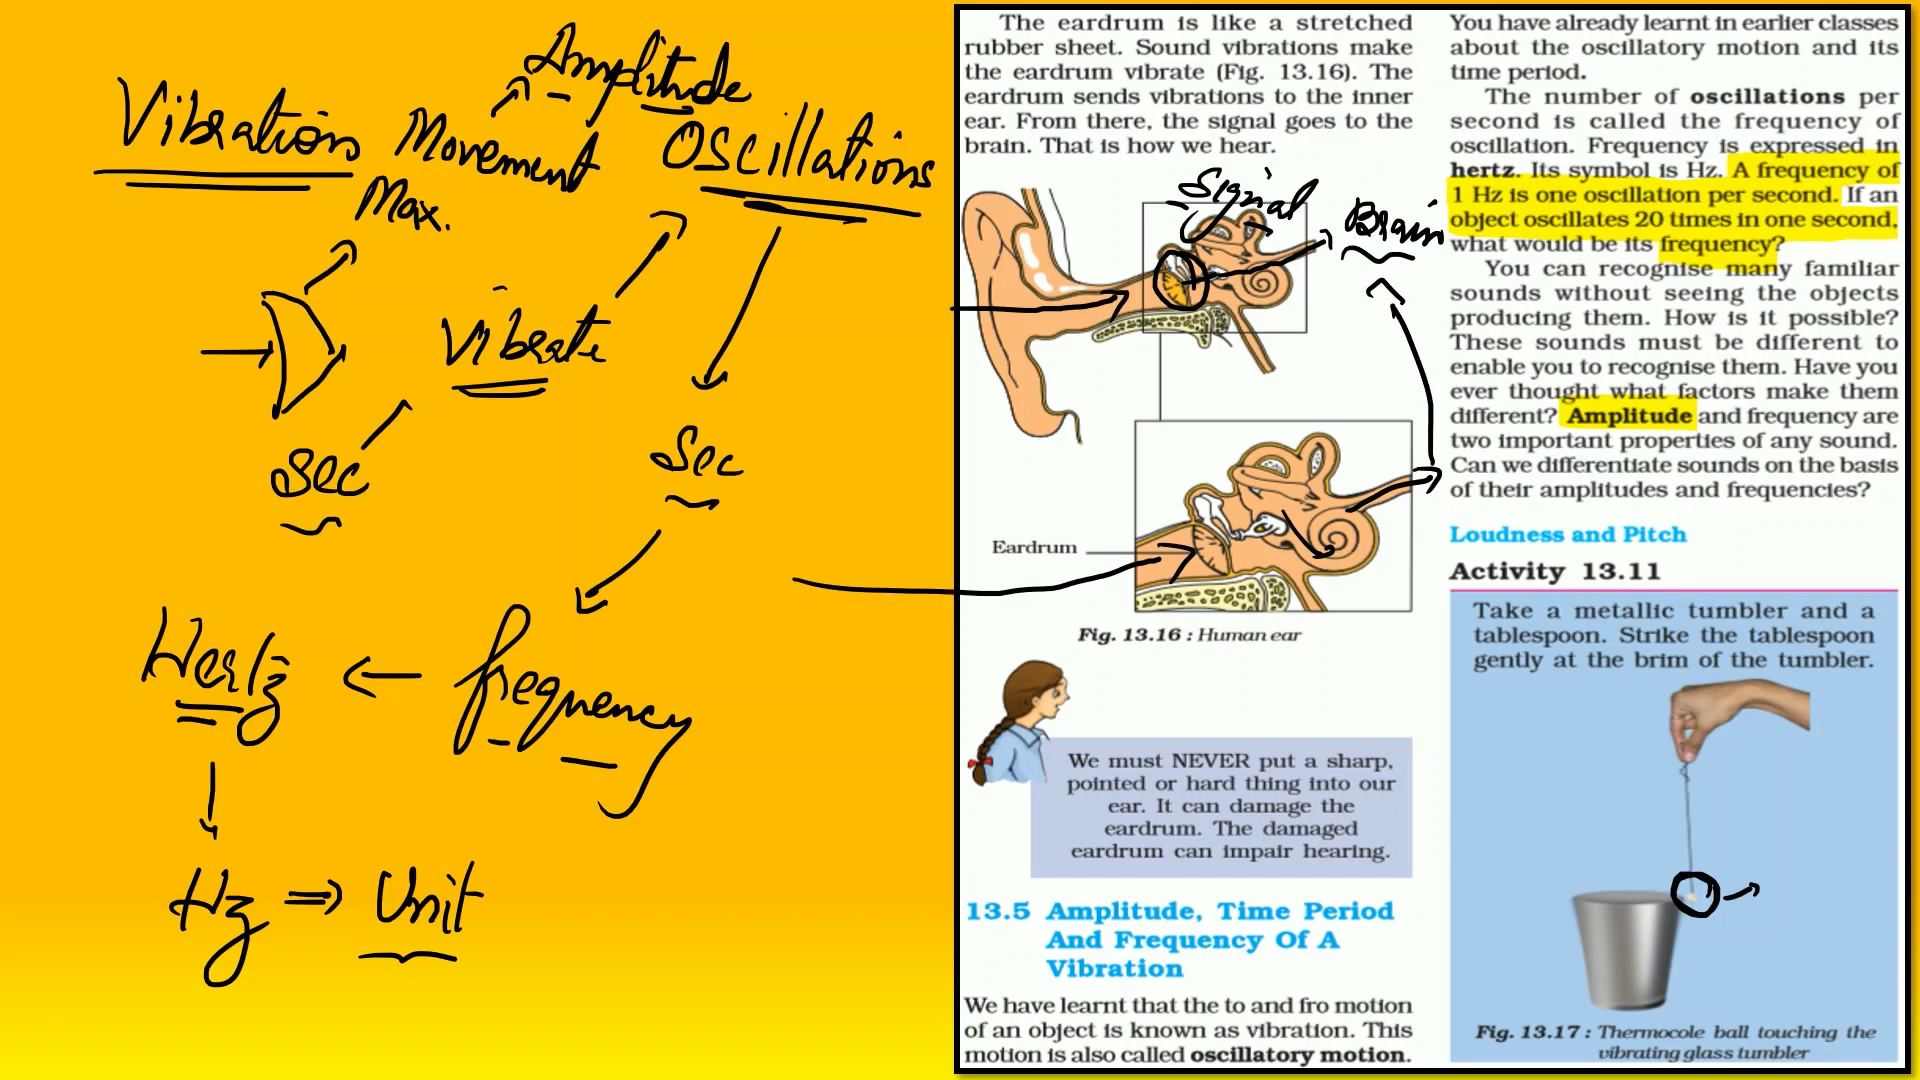 Amplitude
Vibration Movement Oscillations
Max.
Vibrate
Sec
Sec
Hertz ← frequency
Hz ⇒ Unit
The eardrum is like a stretched
rubber sheet. Sound vibrations make
the eardrum vibrate (Fig. 13.16). The
eardrum sends vibrations to the inner
ear. From there, the signal goes to the
brain. That is how we hear.
Signal
Brain
Eardrum
Fig. 13.16 : Human ear
We must NEVER put a sharp,
pointed or hard thing into our
ear. It can damage the
eardrum. The damaged
eardrum can impair hearing.
13.5 Amplitude, Time Period
And Frequency Of A
Vibration
We have learnt that the to and fro motion
of an object is known as vibration. This
motion is also called oscillatory motion.
You have already learnt in earlier classes
about the oscillatory motion and its
time period.
The number of oscillations per
second is called the frequency of
oscillation. Frequency is expressed in
hertz. Its symbol is Hz. A frequency of
1 Hz is one oscillation per second. If an
object oscillates 20 times in one second,
what would be its frequency?
You can recognise many familiar
sounds without seeing the objects
producing them. How is it possible?
These sounds must be different to
enable you to recognise them. Have you
ever thought what factors make them
different? Amplitude and frequency are
two important properties of any sound.
Can we differentiate sounds on the basis
of their amplitudes and frequencies?
Loudness and Pitch
Activity 13.11
Take a metallic tumbler and a
tablespoon. Strike the tablespoon
gently at the brim of the tumbler.
Fig. 13.17 : Thermocole ball touching the
vibrating glass tumbler